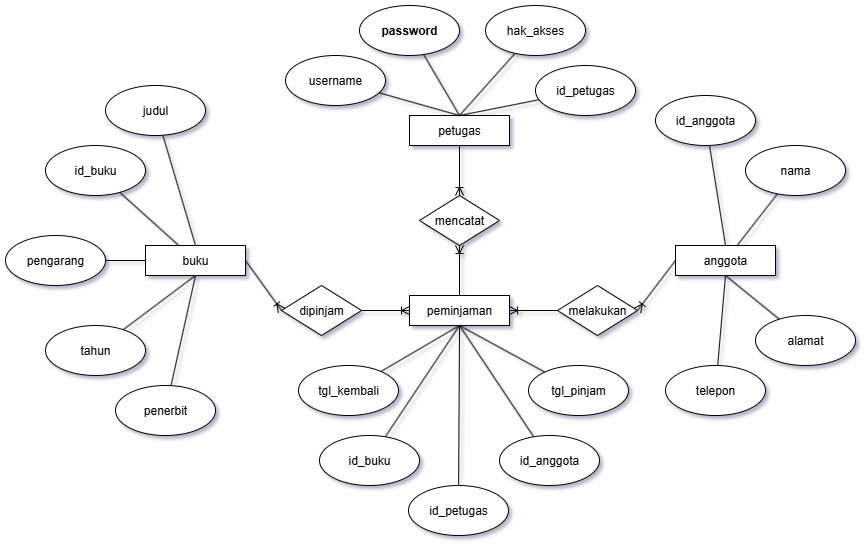 password
hak_akses
username
id_petugas
judul
petugas
id_anggota
id_buku
nama
mencatat
pengarang
buku
anggota
dipinjam
peminjaman
melakukan
tahun
alamat
penerbit
tgl_kembali
tgl_pinjam
telepon
id_buku
id_anggota
id_petugas